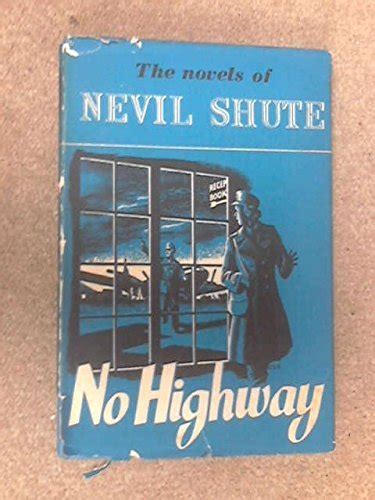 The novels of
NEVIL SHUTE
RECEP
BOOK
No Highway